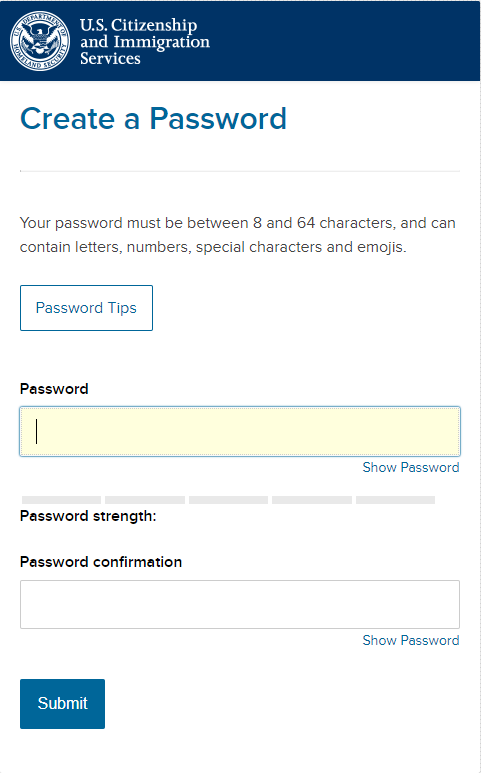 U.S. Citizenship
and Immigration
Services
Create a Password
Your password must be between 8 and 64 characters, and can
contain letters, numbers, special characters and emojis.
Password Tips
Password
Show Password
Password strength:
Password confirmation
Show Password
Submit